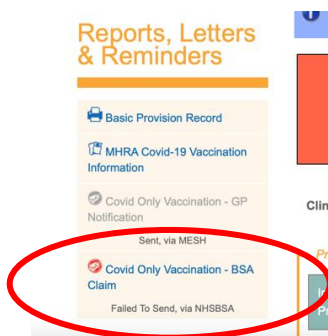 Reports, Letters
& Reminders
Basic Provision Record
MHRA Covid-19 Vaccination
Information
Covid Only Vaccination - GP
Notification
Sent, via MESH
Covid Only Vaccination - BSA
Claim
Failed To Send, via NHSBSA
Clin